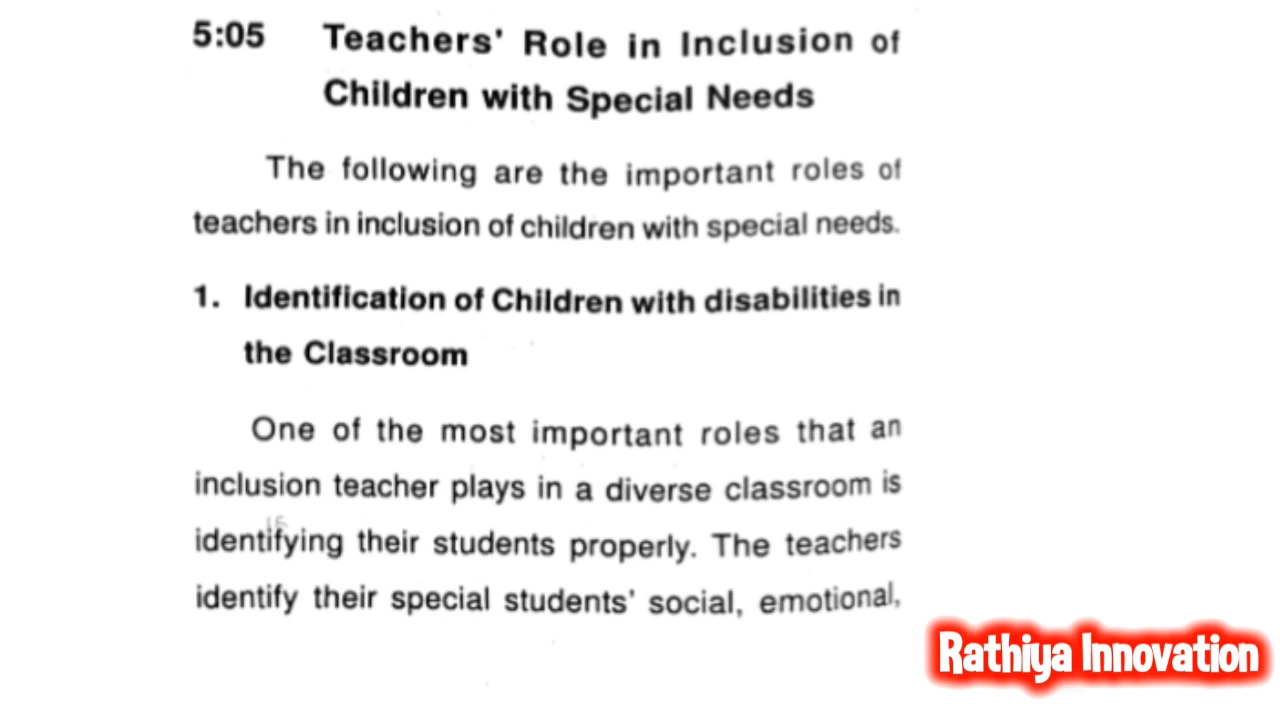 5:05 Teachers' Role in Inclusion of
Children with Special Needs
The following are the important roles of
teachers in inclusion of children with special needs.
1. Identification of Children with disabilities in
the Classroom
One of the most important roles that an
inclusion teacher plays in a diverse classroom is
identifying their students properly. The teachers
identify their special students' social, emotional,
Rathiya Innovation